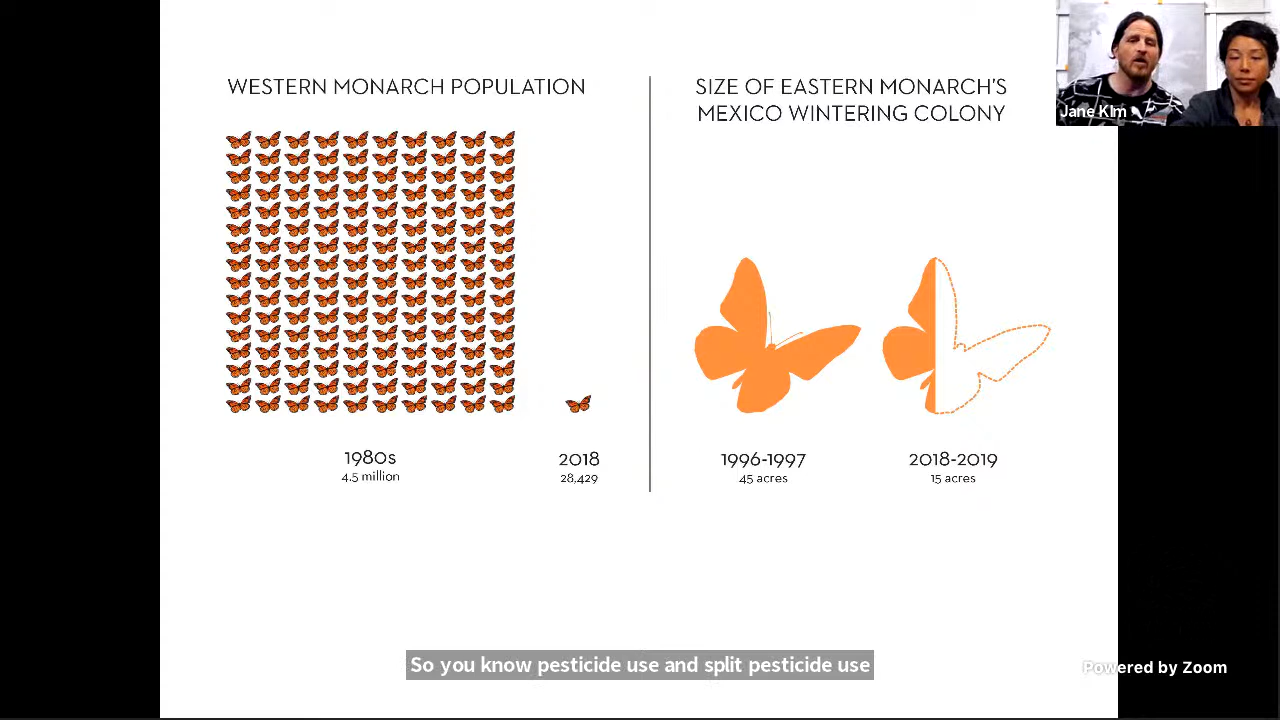 WESTERN MONARCH POPULATION
SIZE OF EASTERN MONARCH'S
MEXICO WINTERING COLONY
Jane KIm
1980s
4.5 million
2018
28,429
1996-1997
45 acres
2018-2019
15 acres
So you know pesticide use and split pesticide use
Powered by Zoom